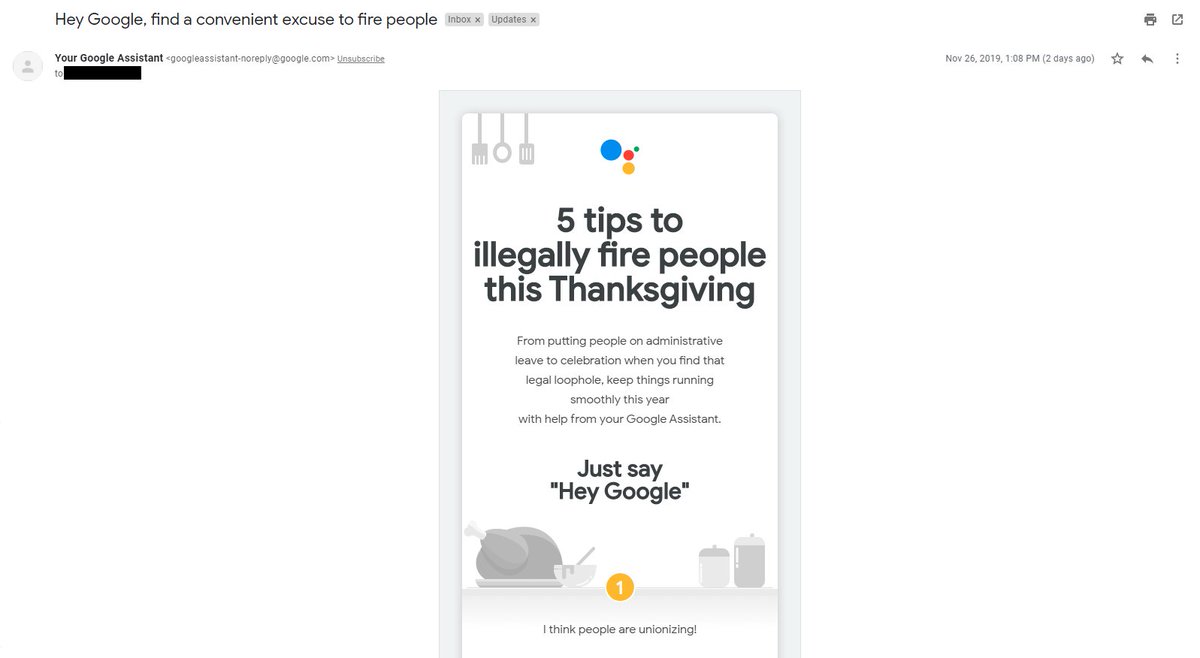 Hey Google, find a convenient excuse to fire people Inbox x Updates x
Your Google Assistant <googleassistant-noreply@google.com> Unsubscribe
Nov 26, 2019, 1:08 PM (2 days ago)
to
5 tips to
illegally fire people
this Thanksgiving
From putting people on administrative
leave to celebration when you find that
legal loophole, keep things running
smoothly this year
with help from your Google Assistant.
Just say
"Hey Google"
1
I think people are unionizing!